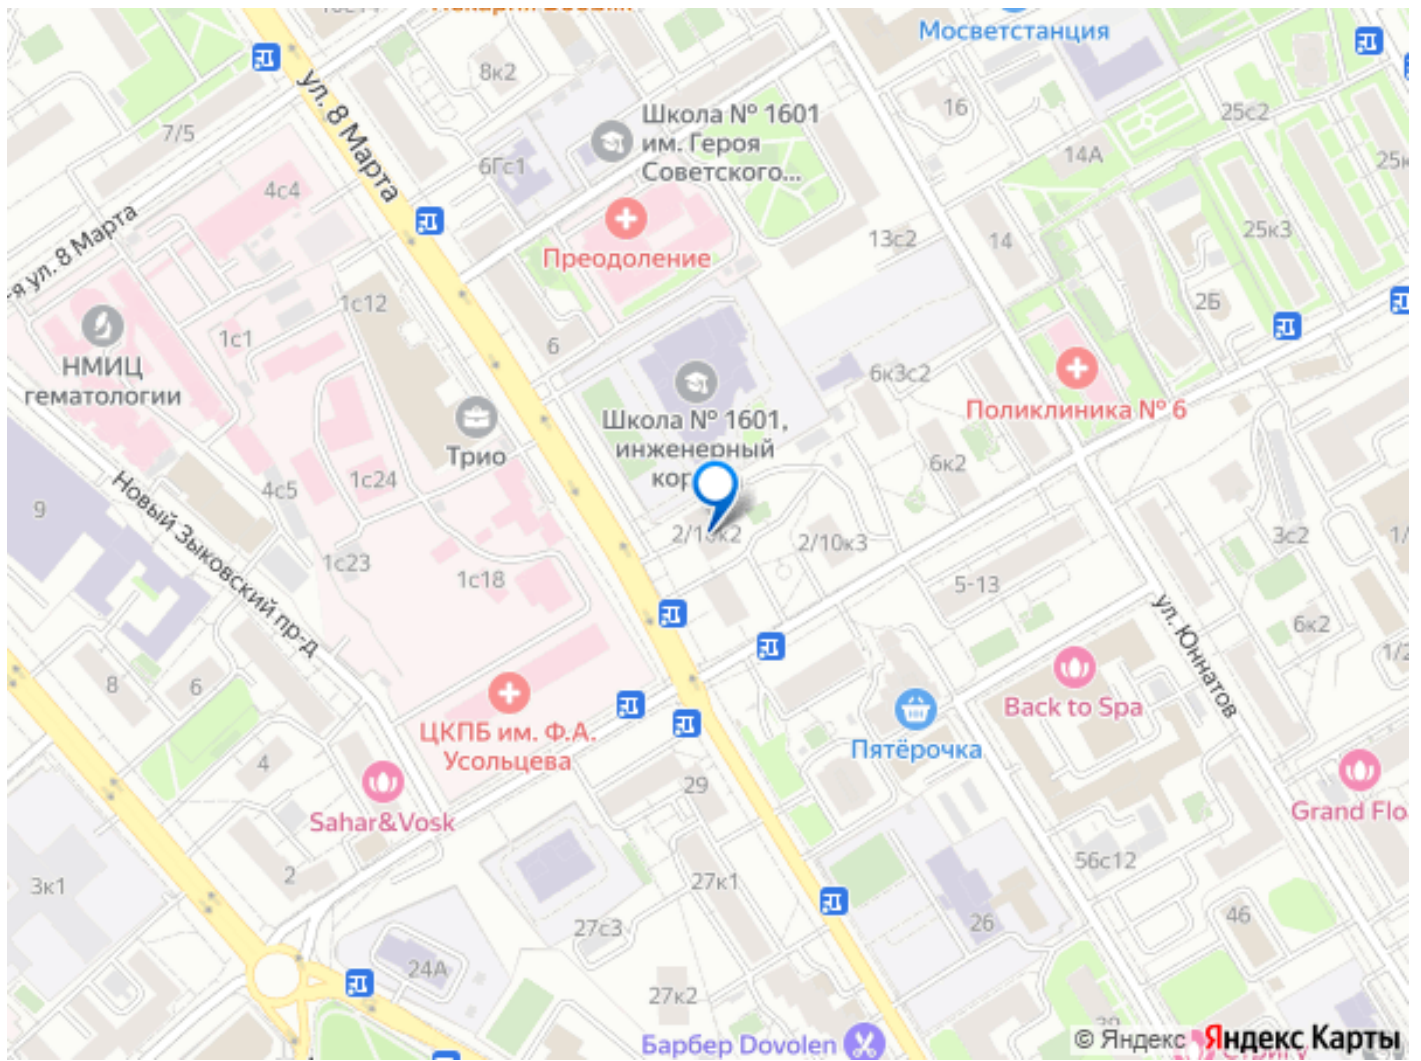 Мосветстанция
8к2
ул. 8 Марта
7/5
16
25с2
Школа № 1601
им. Героя
Советского...
14А
6Гс1
4с4
Преодоление
13с2
14
25к3
я ул. 8 Марта
1с12
2Б
1с1
6
НМИЦ
гематологии
6к3с2
Поликлиника № 6
Школа № 1601,
инженерный
Трио
6к2
4с5
1с24
9
Новый Зыковский пр-д
2/10к2
2/10к3
3с2
1с23
1с18
5-13
ул. Юннатов
6к2
1/2
8
6
Back to Spa
ЦКПБ им. Ф.А.
Усольцева
Пятёрочка
4
29
Sahar&Vosk
Grand Flo
2
3к1
27к1
56с12
27с3
26
46
24А
27к2
Барбер Dovolen
© Яндекс Яндекс Карты